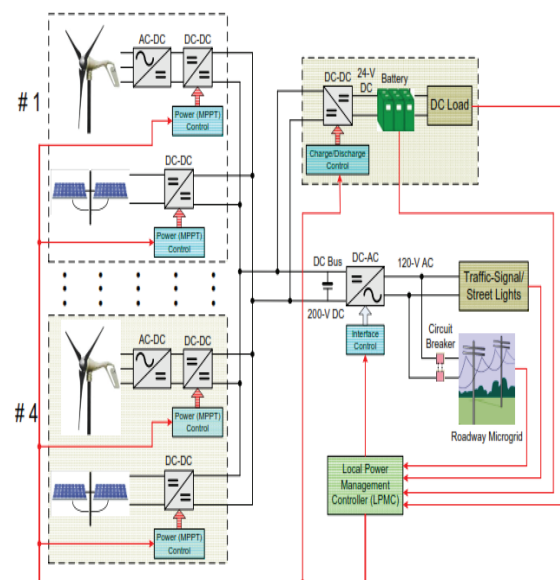 # 1
AC-DC
DC-DC
Power (MPPT)
Control
DC-DC
Power (MPPT)
Control
# 4
AC-DC
DC-DC
Power (MPPT)
Control
DC-DC
Power (MPPT)
Control
DC-DC
24-V
DC
Battery
DC Load
Charge/Discharge
Control
DC Bus
200-V DC
DC-AC
120-V AC
Interface
Control
Traffic-Signal/
Street Lights
Circuit
Breaker
Roadway Microgrid
Local Power
Management
Controller (LPMC)